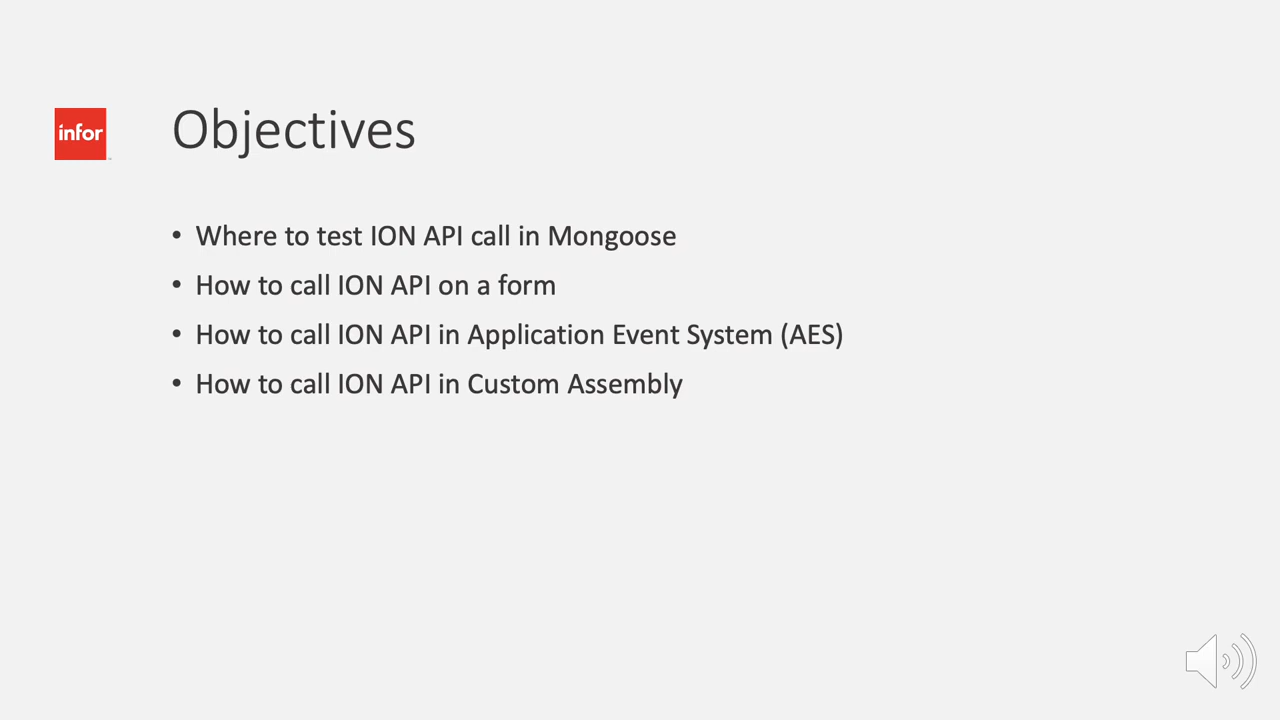 infor
Objectives
• Where to test ION API call in Mongoose
• How to call ION API on a form
• How to call ION API in Application Event System (AES)
• How to call ION API in Custom Assembly